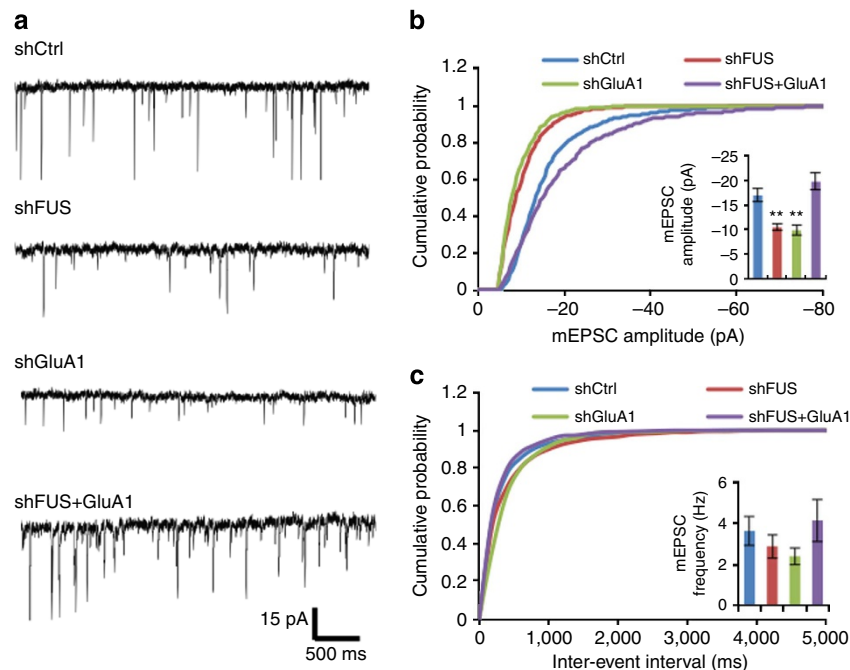 a
shCtrl
shFUS
shGluA1
shFUS+GluA1
15 pA
500 ms
b
shCtrl
shFUS
shGluA1
shFUS+GluA1
Cumulative probability
1.2
1
0.8
0.6
0.4
0.2
0
0
–20
–40
–60
–80
mEPSC amplitude (pA)
mEPSC
amplitude (pA)
–25
–20
–15
–10
–5
0
** **
c
shCtrl
shFUS
shGluA1
shFUS+GluA1
Cumulative probability
1.2
1
0.8
0.6
0.4
0.2
0
0
1,000
2,000
3,000
4,000
5,000
Inter-event interval (ms)
mEPSC
frequency (Hz)
6
4
2
0